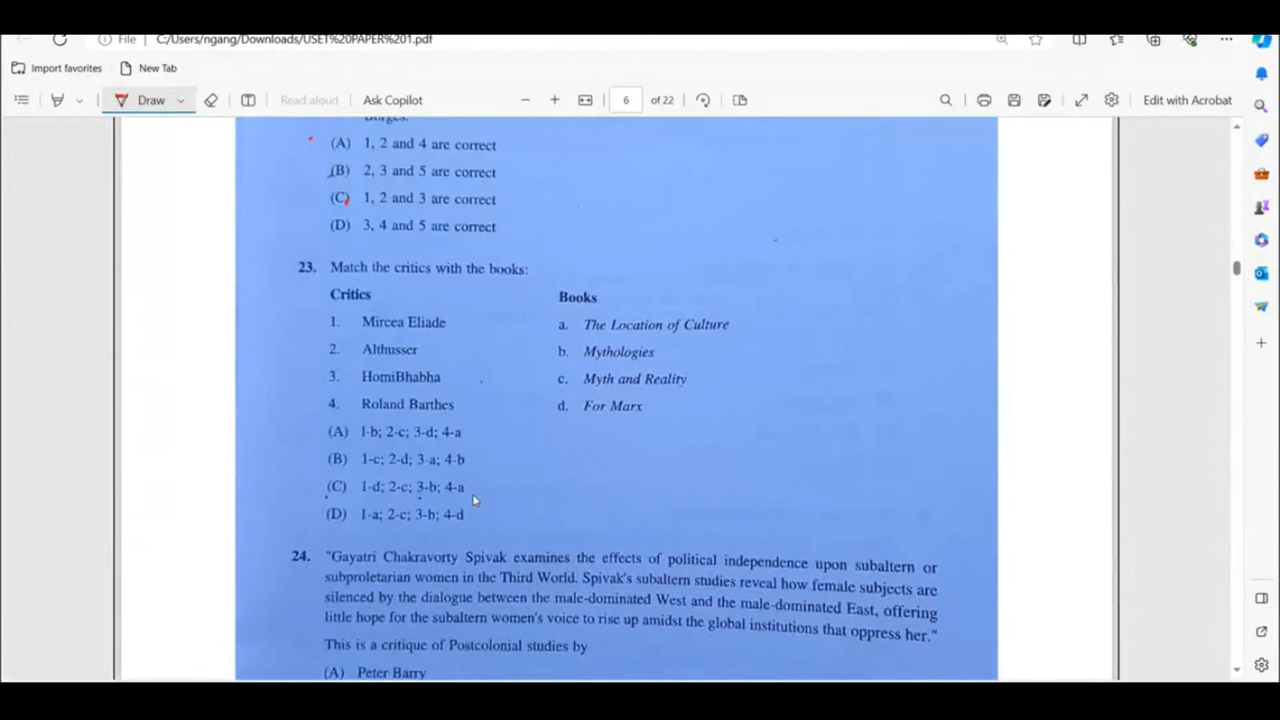 File C:/Users/ngang/Downloads/USET%20PAPER%201.pdf
Import favorites New Tab
Draw Read aloud Ask Copilot 6 of 22 Edit with Acrobat
Borges.
(A) 1, 2 and 4 are correct
(B) 2, 3 and 5 are correct
(C) 1, 2 and 3 are correct
(D) 3, 4 and 5 are correct
23. Match the critics with the books:
Critics Books
1. Mircea Eliade a. The Location of Culture
2. Althusser b. Mythologies
3. HomiBhabha c. Myth and Reality
4. Roland Barthes d. For Marx
(A) 1-b; 2-c; 3-d; 4-a
(B) 1-c; 2-d; 3-a; 4-b
(C) 1-d; 2-c; 3-b; 4-a
(D) 1-a; 2-c; 3-b; 4-d
24. "Gayatri Chakravorty Spivak examines the effects of political independence upon subaltern or
subproletarian women in the Third World. Spivak's subaltern studies reveal how female subjects are
silenced by the dialogue between the male-dominated West and the male-dominated East, offering
little hope for the subaltern women's voice to rise up amidst the global institutions that oppress her."
This is a critique of Postcolonial studies by
(A) Peter Barry